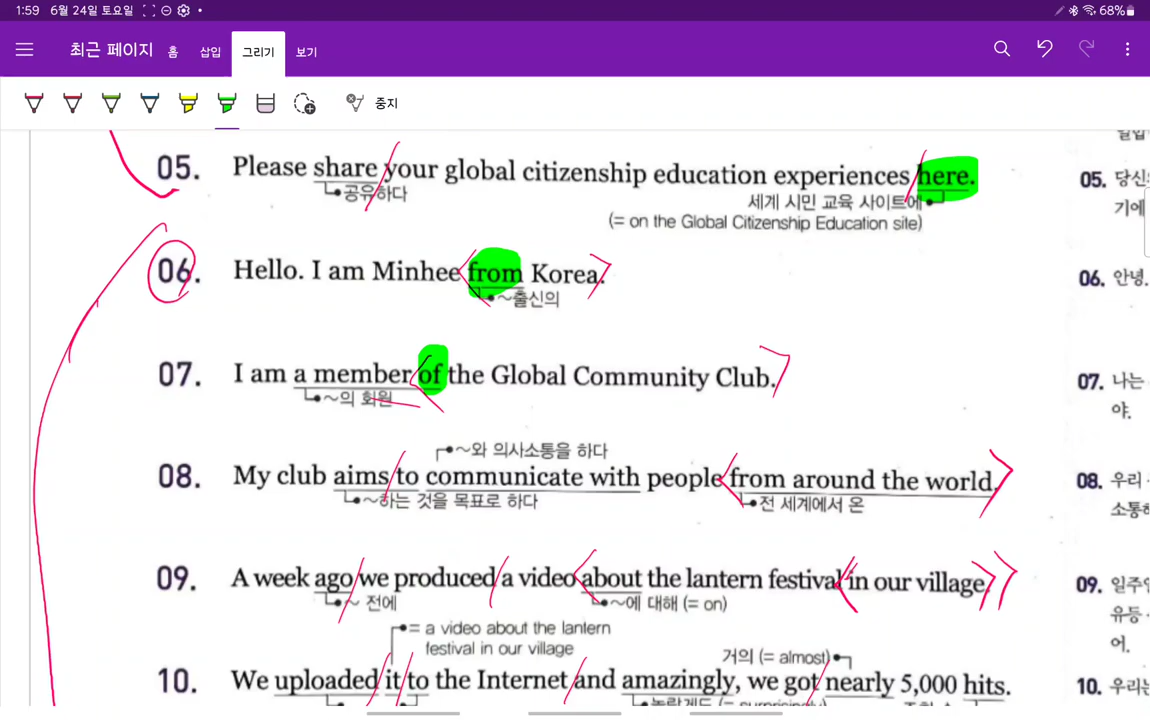 1:59 6월 24일 토요일 68%
최근 페이지 홈 삽입 그리기 보기
중지
05. Please share your global citizenship education experiences here.
공유하다
세계 시민 교육 사이트에
(= on the Global Citizenship Education site)
05. 당신
기에
06. Hello. I am Minhee from Korea.
~출신의
06. 안녕.
07. I am a member of the Global Community Club.
~의 회원
07. 나는
야.
~와 의사소통을 하다
08. My club aims to communicate with people from around the world.
~하는 것을 목표로 하다
전 세계에서 온
08. 우리
소통하
09. A week ago we produced a video about the lantern festival in our village.
~ 전에
~에 대해 (= on)
09. 일주일
유등
어.
= a video about the lantern
festival in our village
거의 (= almost)
10. We uploaded it to the Internet and amazingly, we got nearly 5,000 hits.
10. 우리는